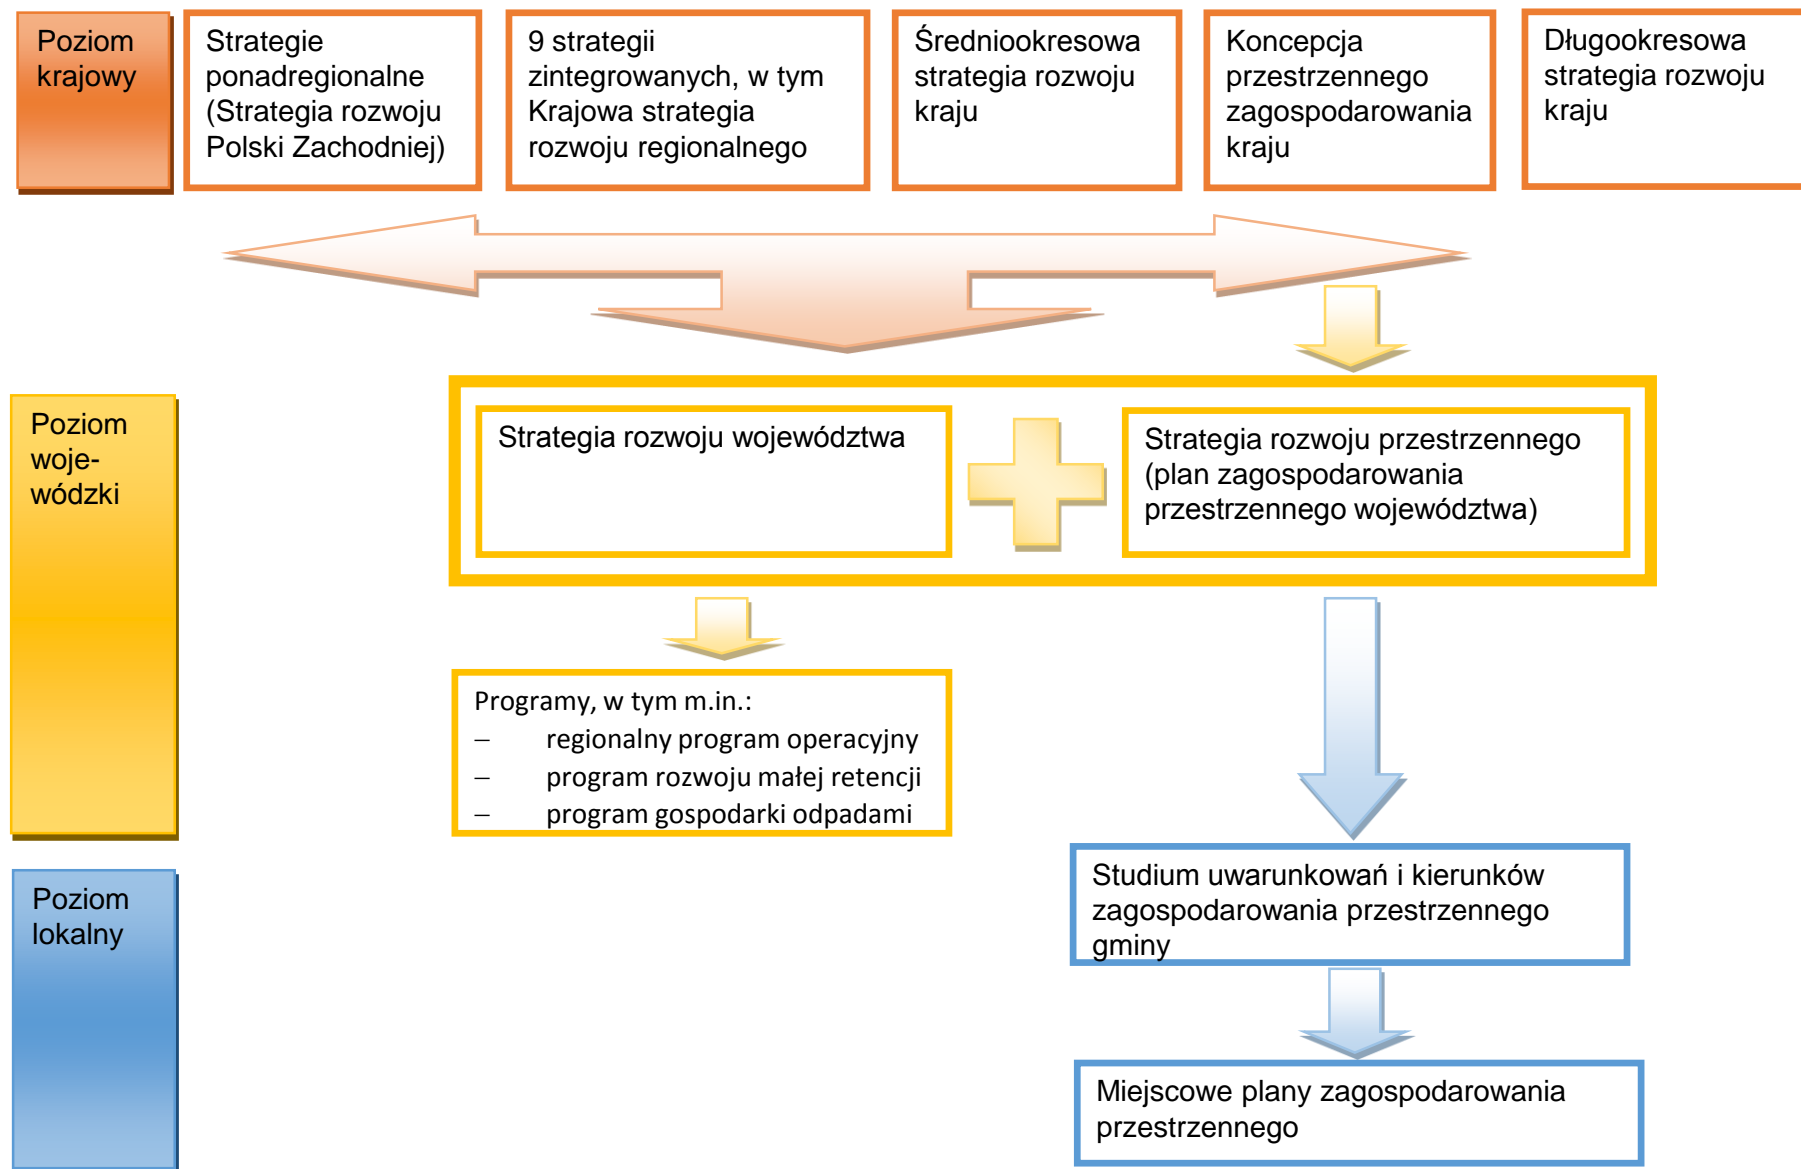 Poziom
krajowy
Strategie
ponadregionalne
(Strategia rozwoju
Polski Zachodniej)
9 strategii
zintegrowanych, w tym
Krajowa strategia
rozwoju regionalnego
Średniookresowa
strategia rozwoju
kraju
Koncepcja
przestrzennego
zagospodarowania
kraju
Długookresowa
strategia rozwoju
kraju
Poziom
woje-
wódzki
Strategia rozwoju województwa
Strategia rozwoju przestrzennego
(plan zagospodarowania
przestrzennego województwa)
Programy, w tym m.in.:
– regionalny program operacyjny
– program rozwoju małej retencji
– program gospodarki odpadami
Poziom
lokalny
Studium uwarunkowań i kierunków
zagospodarowania przestrzennego
gminy
Miejscowe plany zagospodarowania
przestrzennego